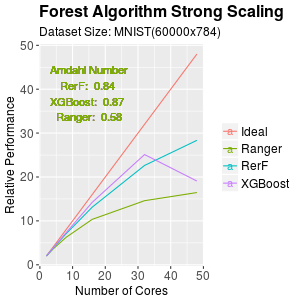 Forest Algorithm Strong Scaling
Dataset Size: MNIST(60000x784)
Relative Performance
50
40
30
20
10
0
Amdahl Number
RerF: 0.84
XGBoost: 0.87
Ranger: 0.58
0 10 20 30 40 50
Number of Cores
a Ideal
a Ranger
a RerF
a XGBoost